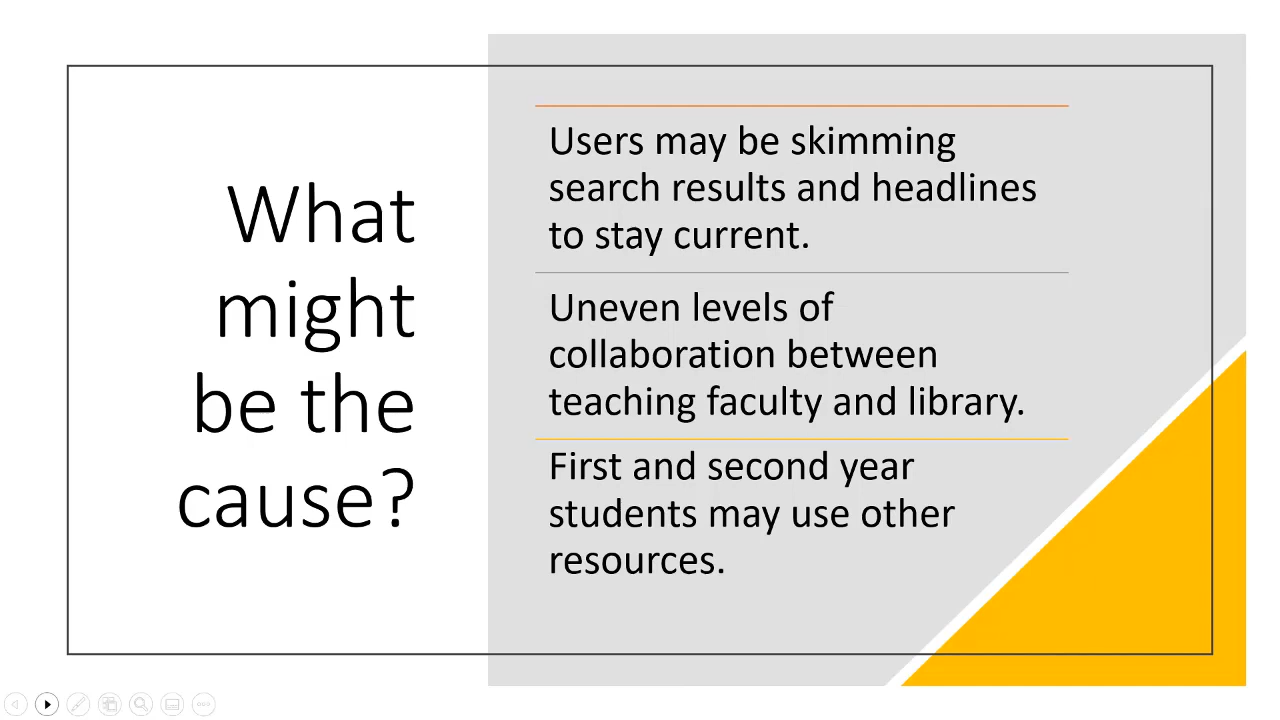 What
might
be the
cause?
Users may be skimming
search results and headlines
to stay current.
Uneven levels of
collaboration between
teaching faculty and library.
First and second year
students may use other
resources.